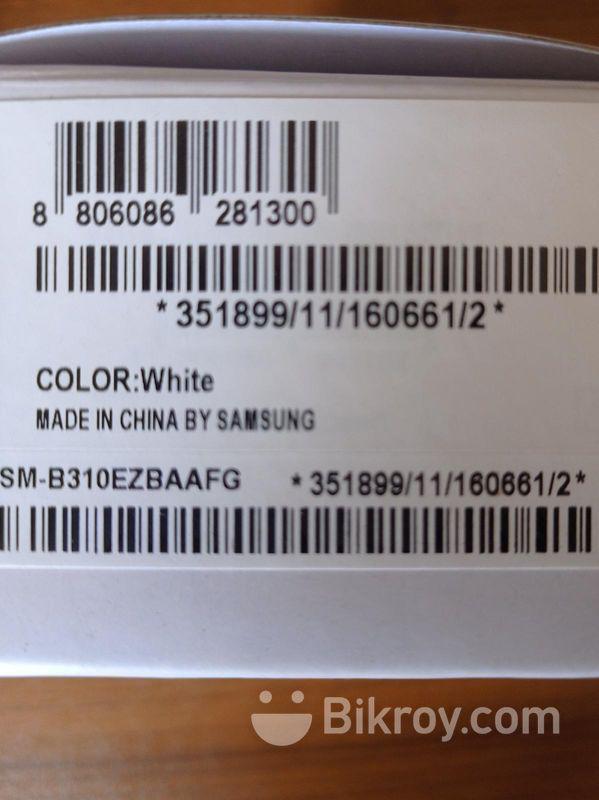 8 806086 281300
*351899/11/160661/2*
COLOR:White
MADE IN CHINA BY SAMSUNG
SM-B310EZBAAFG *351899/11/160661/2*
Bikroy.com